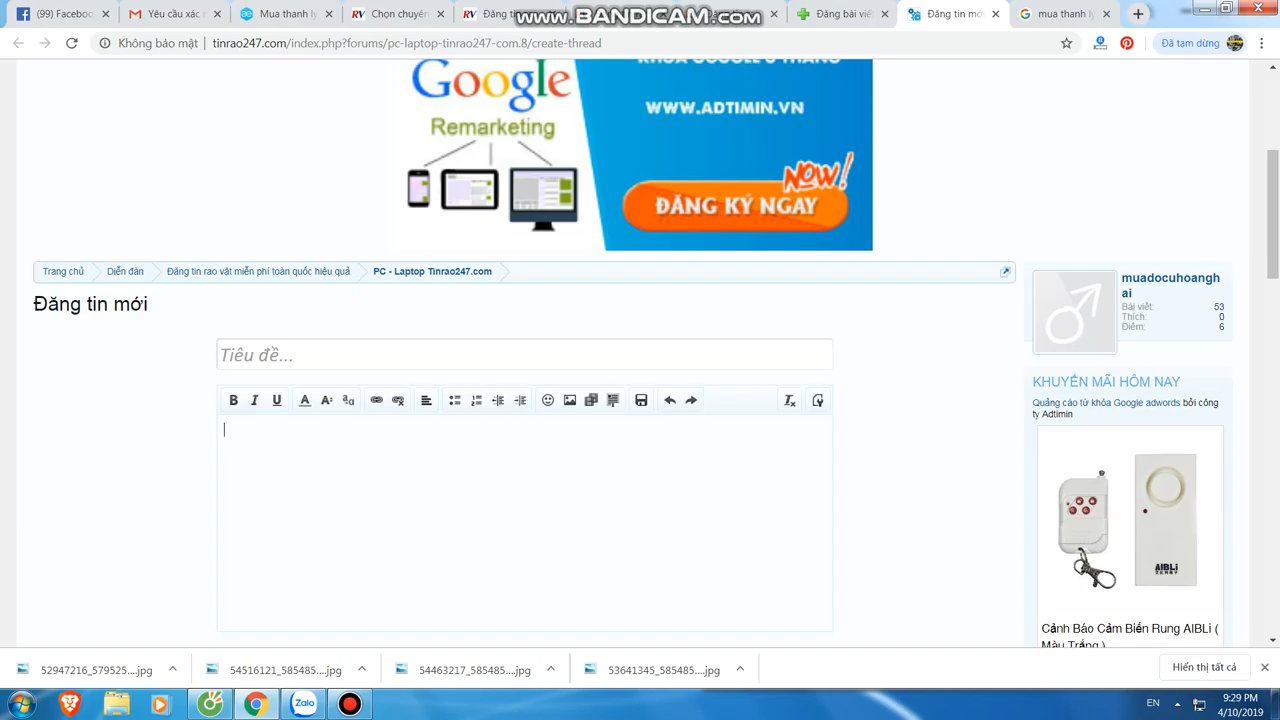 (99) Facebo
Yêu cầu xác n
Mua thanh
Chọn chuyên
Đăng
www.BANDICAM.com
Đăng bài viết
Đăng tin mới
mua thanh lý
Không bảo mật | tinrao247.com/index.php?forums/pc-laptop-tinrao247-com.8/create-thread
Đã tạm dừng
Google
Remarketing
WWW.ADTIMIN.VN
NOW!
ĐĂNG KÝ NGAY
Trang chủ
Diễn đàn
Đăng tin rao vặt miễn phí toàn quốc hiệu quả
PC - Laptop Tinrao247.com
Đăng tin mới
muadocuhoangh
ai
Bài viết: 53
Thích: 0
Điểm: 6
Tiêu đề...
KHUYẾN MÃI HÔM NAY
Quảng cáo từ khóa Google adwords bởi công
ty Adtimin
AIBLi
Cảnh Báo Cảm Biến Rung AIBLi (
Màu Trắng )
52947216_579525....jpg
54516121_585485....jpg
54463217_585485....jpg
53641345_585485....jpg
Hiển thị tất cả
Zalo
EN
9:29 PM
4/10/2019